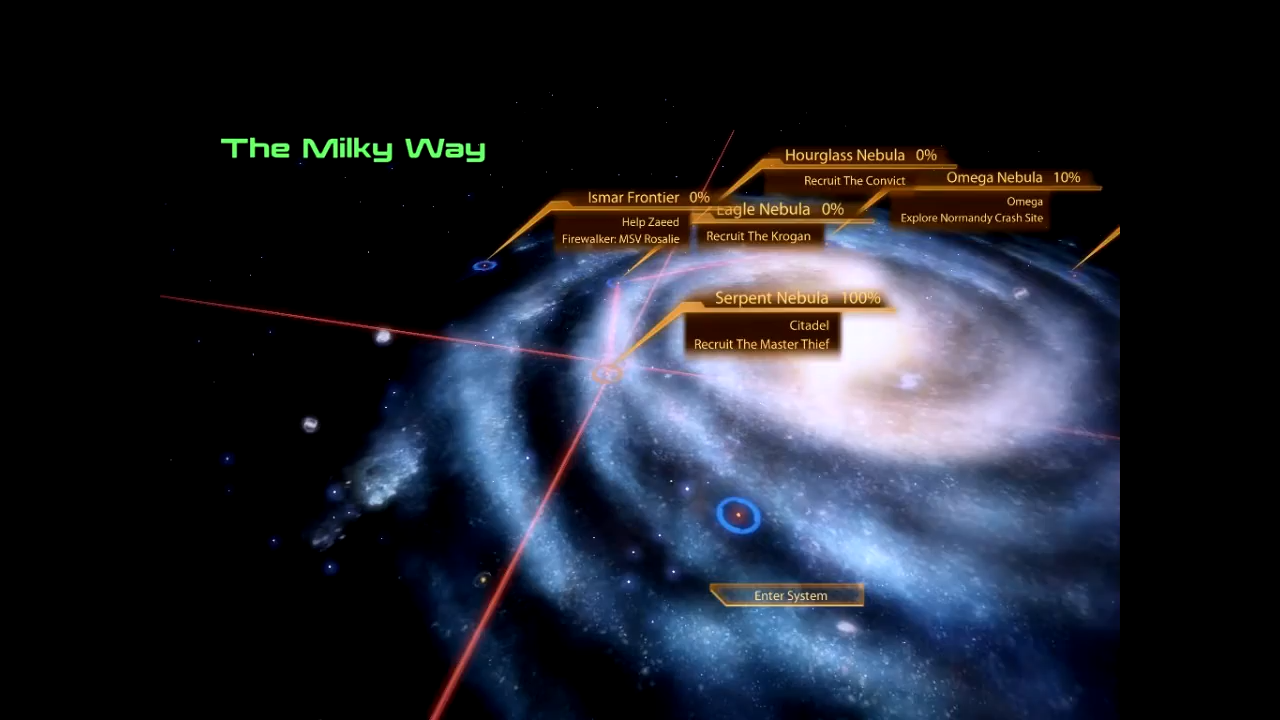 The Milky Way
Hourglass Nebula 0%
Recruit The Convict
Omega Nebula 10%
Omega
Explore Normandy Crash Site
Ismar Frontier 0%
Help Zaeed
Firewalker: MSV Rosalie
Eagle Nebula 0%
Recruit The Krogan
Serpent Nebula 100%
Citadel
Recruit The Master Thief
Enter System